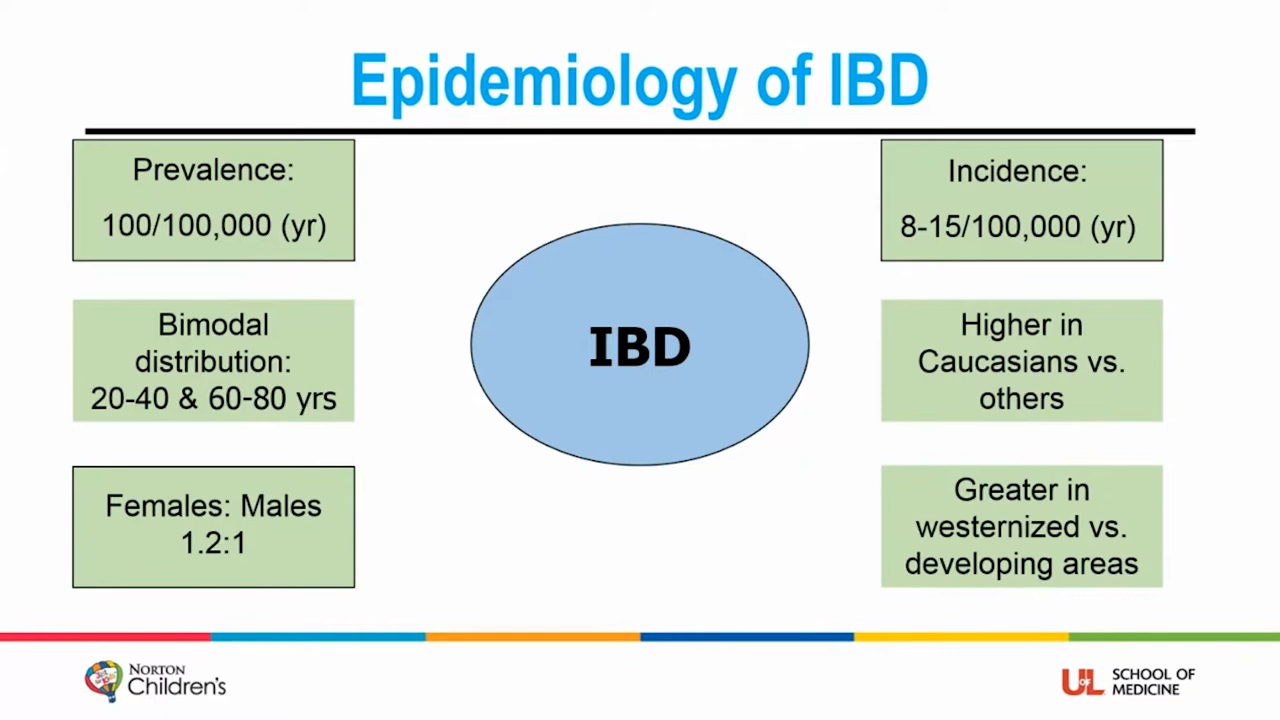 Epidemiology of IBD
Prevalence:
100/100,000 (yr)
Bimodal
distribution:
20-40 & 60-80 yrs
Females: Males
1.2:1
IBD
Incidence:
8-15/100,000 (yr)
Higher in
Caucasians vs.
others
Greater in
westernized vs.
developing areas
NORTON
Children's
UofL
SCHOOL OF
MEDICINE